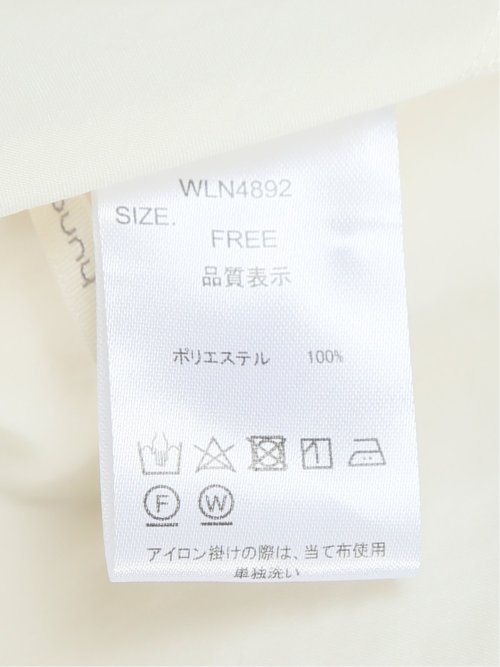 WLN4892
SIZE.
FREE
品質表示
ポリエステル 100%
F W
アイロン掛けの際は、当て布使用
単独洗い